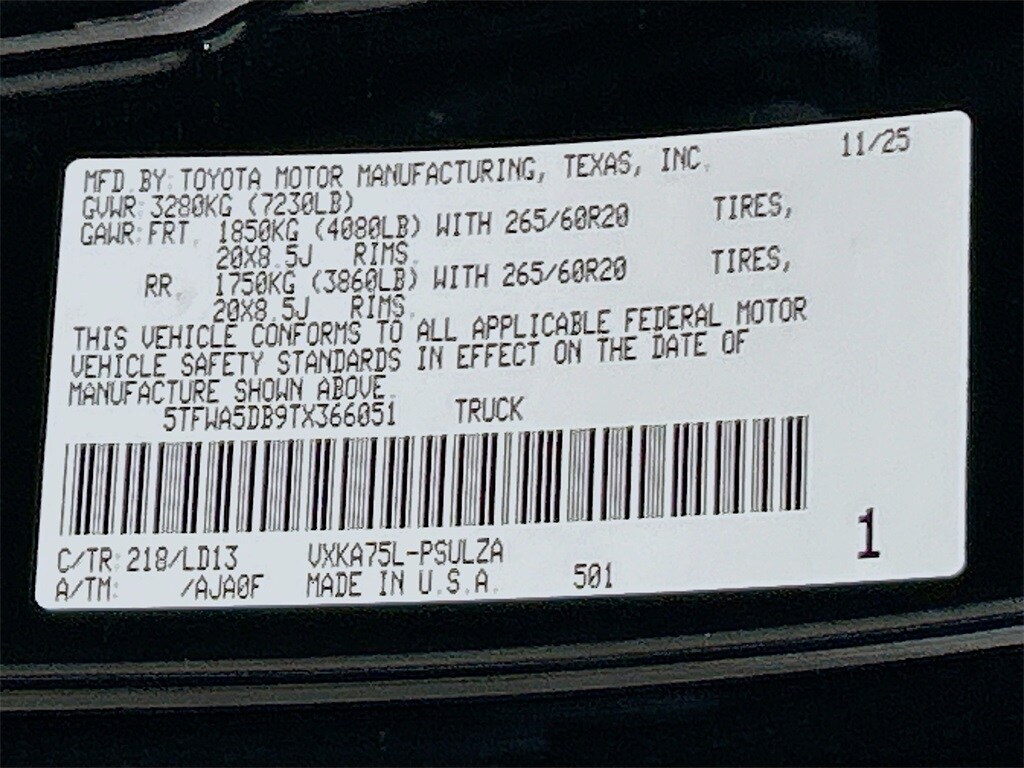 MFD. BY: TOYOTA MOTOR MANUFACTURING, TEXAS, INC. 11/25
GVWR: 3280KG (7230LB)
GAWR: FRT. 1850KG (4080LB) WITH 265/60R20 TIRES,
20X8.5J RIMS.
RR. 1750KG (3860LB) WITH 265/60R20 TIRES,
20X8.5J RIMS.
THIS VEHICLE CONFORMS TO ALL APPLICABLE FEDERAL MOTOR
VEHICLE SAFETY STANDARDS IN EFFECT ON THE DATE OF
MANUFACTURE SHOWN ABOVE.
5TFWA5DB9TX366051 TRUCK
C/TR: 218/LD13 VXKA75L-PSULZA 1
A/TM: /AJA0F MADE IN U.S.A. 501